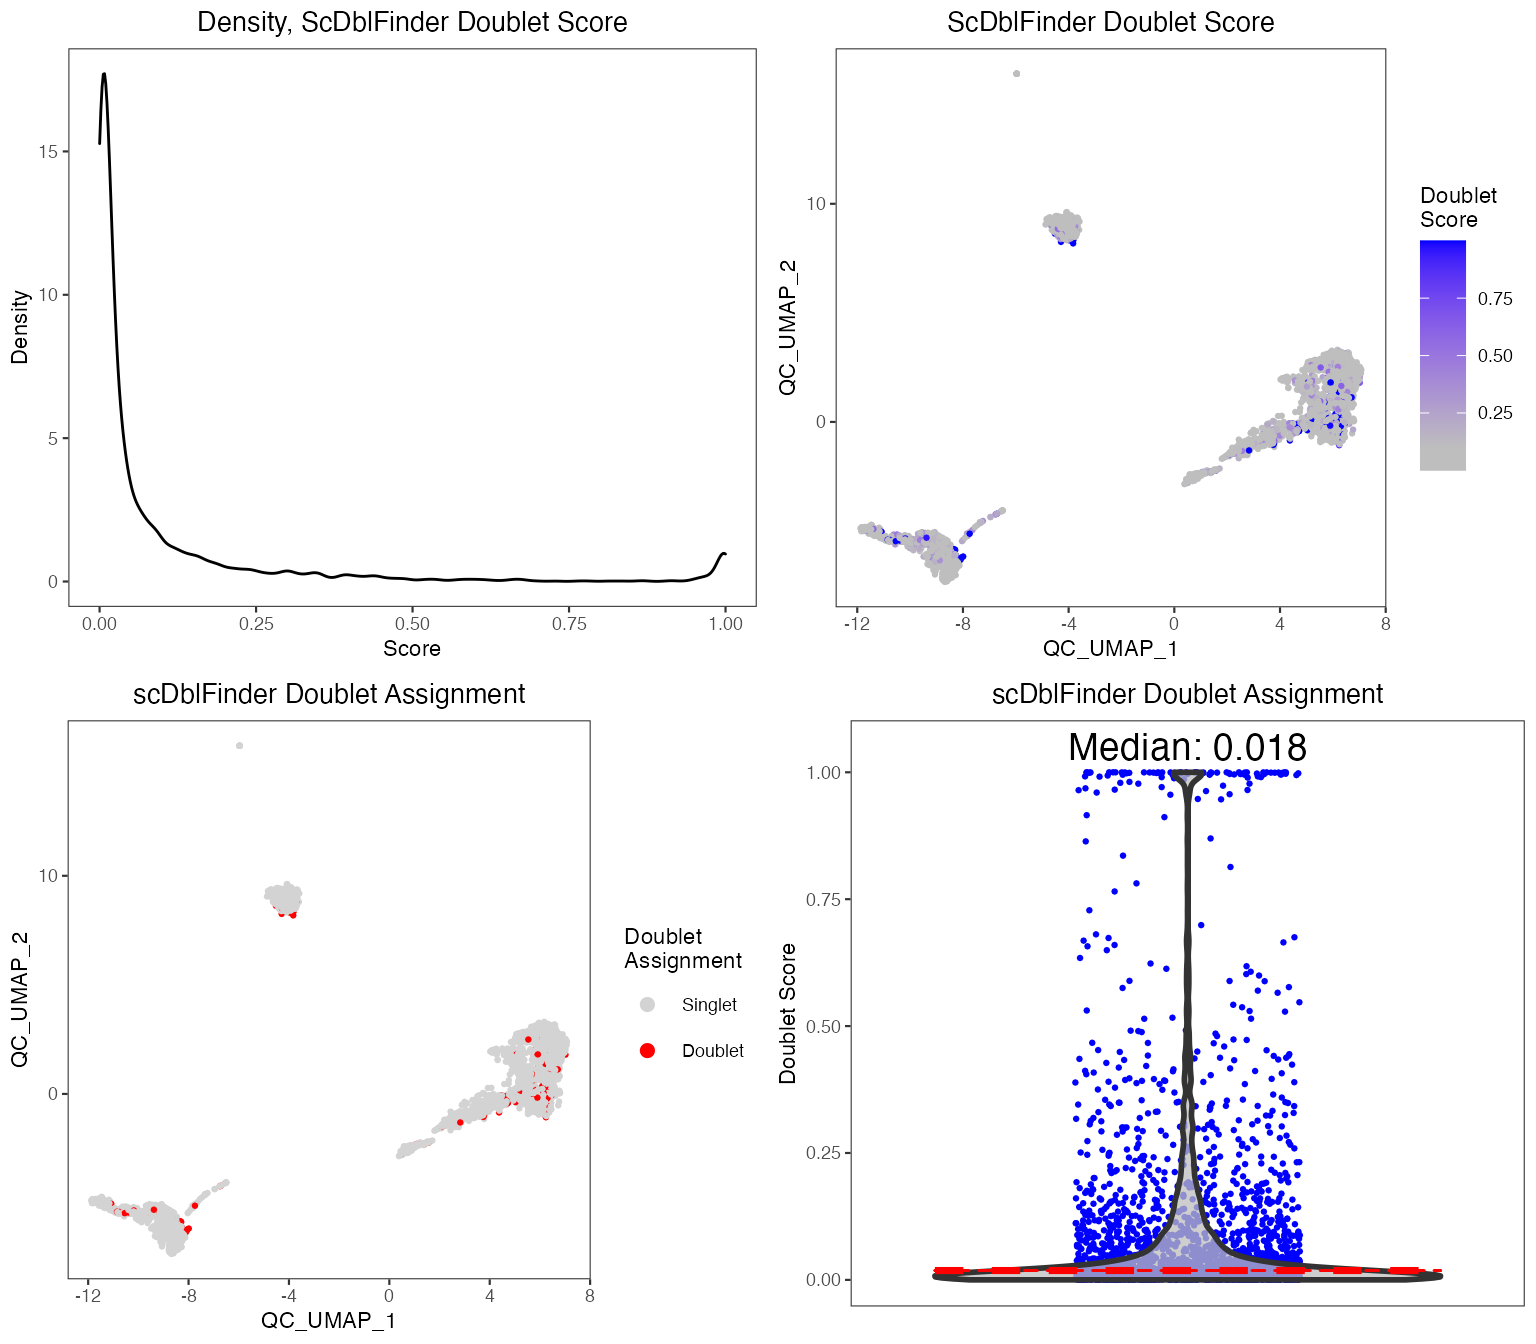 Density, ScDblFinder Doublet Score
15
10
5
0
Density
0.00 0.25 0.50 0.75 1.00
Score
ScDblFinder Doublet Score
10
0
QC_UMAP_2
-12 -8 -4 0 4 8
QC_UMAP_1
Doublet
Score
0.75
0.50
0.25
scDblFinder Doublet Assignment
10
0
QC_UMAP_2
-12 -8 -4 0 4 8
QC_UMAP_1
Doublet
Assignment
Singlet
Doublet
scDblFinder Doublet Assignment
Median: 0.018
1.00
0.75
0.50
0.25
0.00
Doublet Score